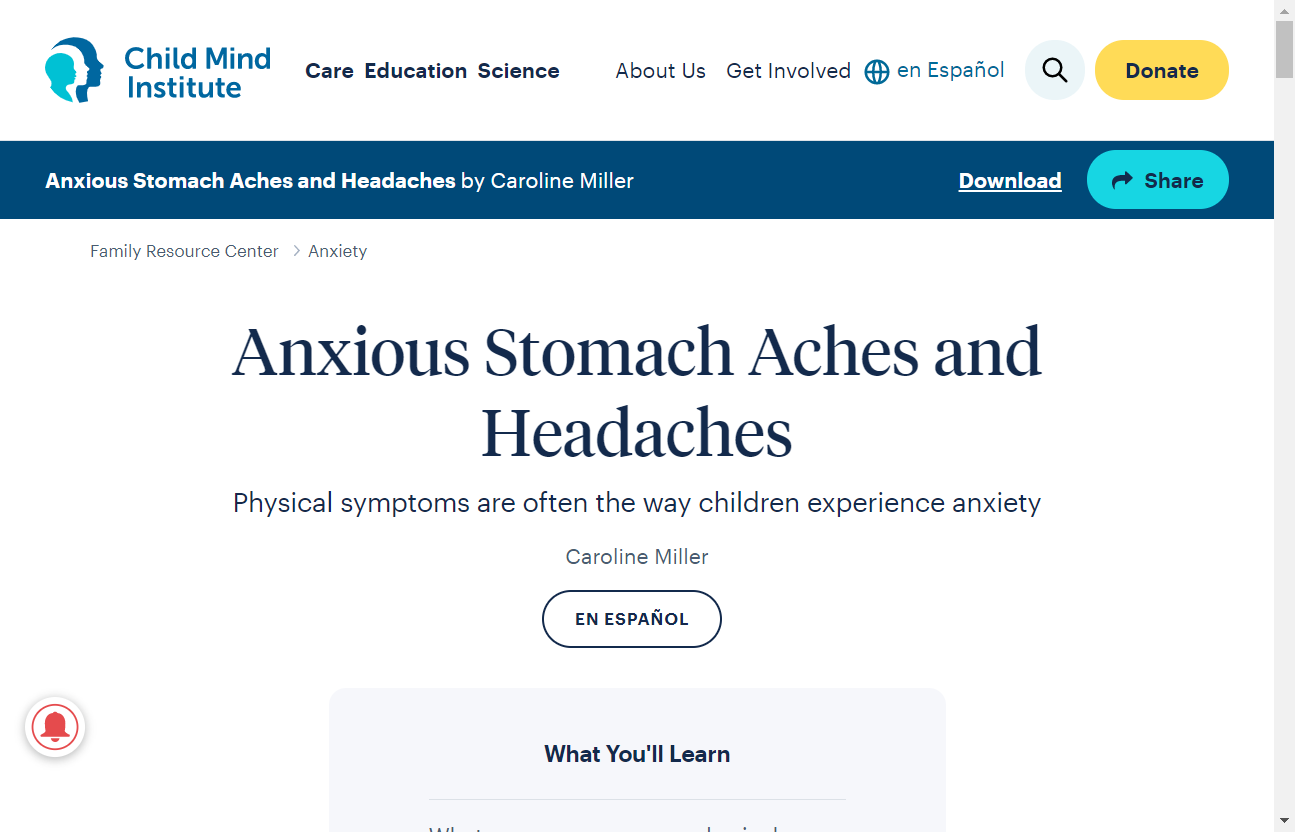 Child Mind
Institute
Care Education Science
About Us Get Involved en Español
Donate
Anxious Stomach Aches and Headaches by Caroline Miller
Download
Share
Family Resource Center
Anxiety
Anxious Stomach Aches and
Headaches
Physical symptoms are often the way children experience anxiety
Caroline Miller
EN ESPAÑOL
What You'll Learn